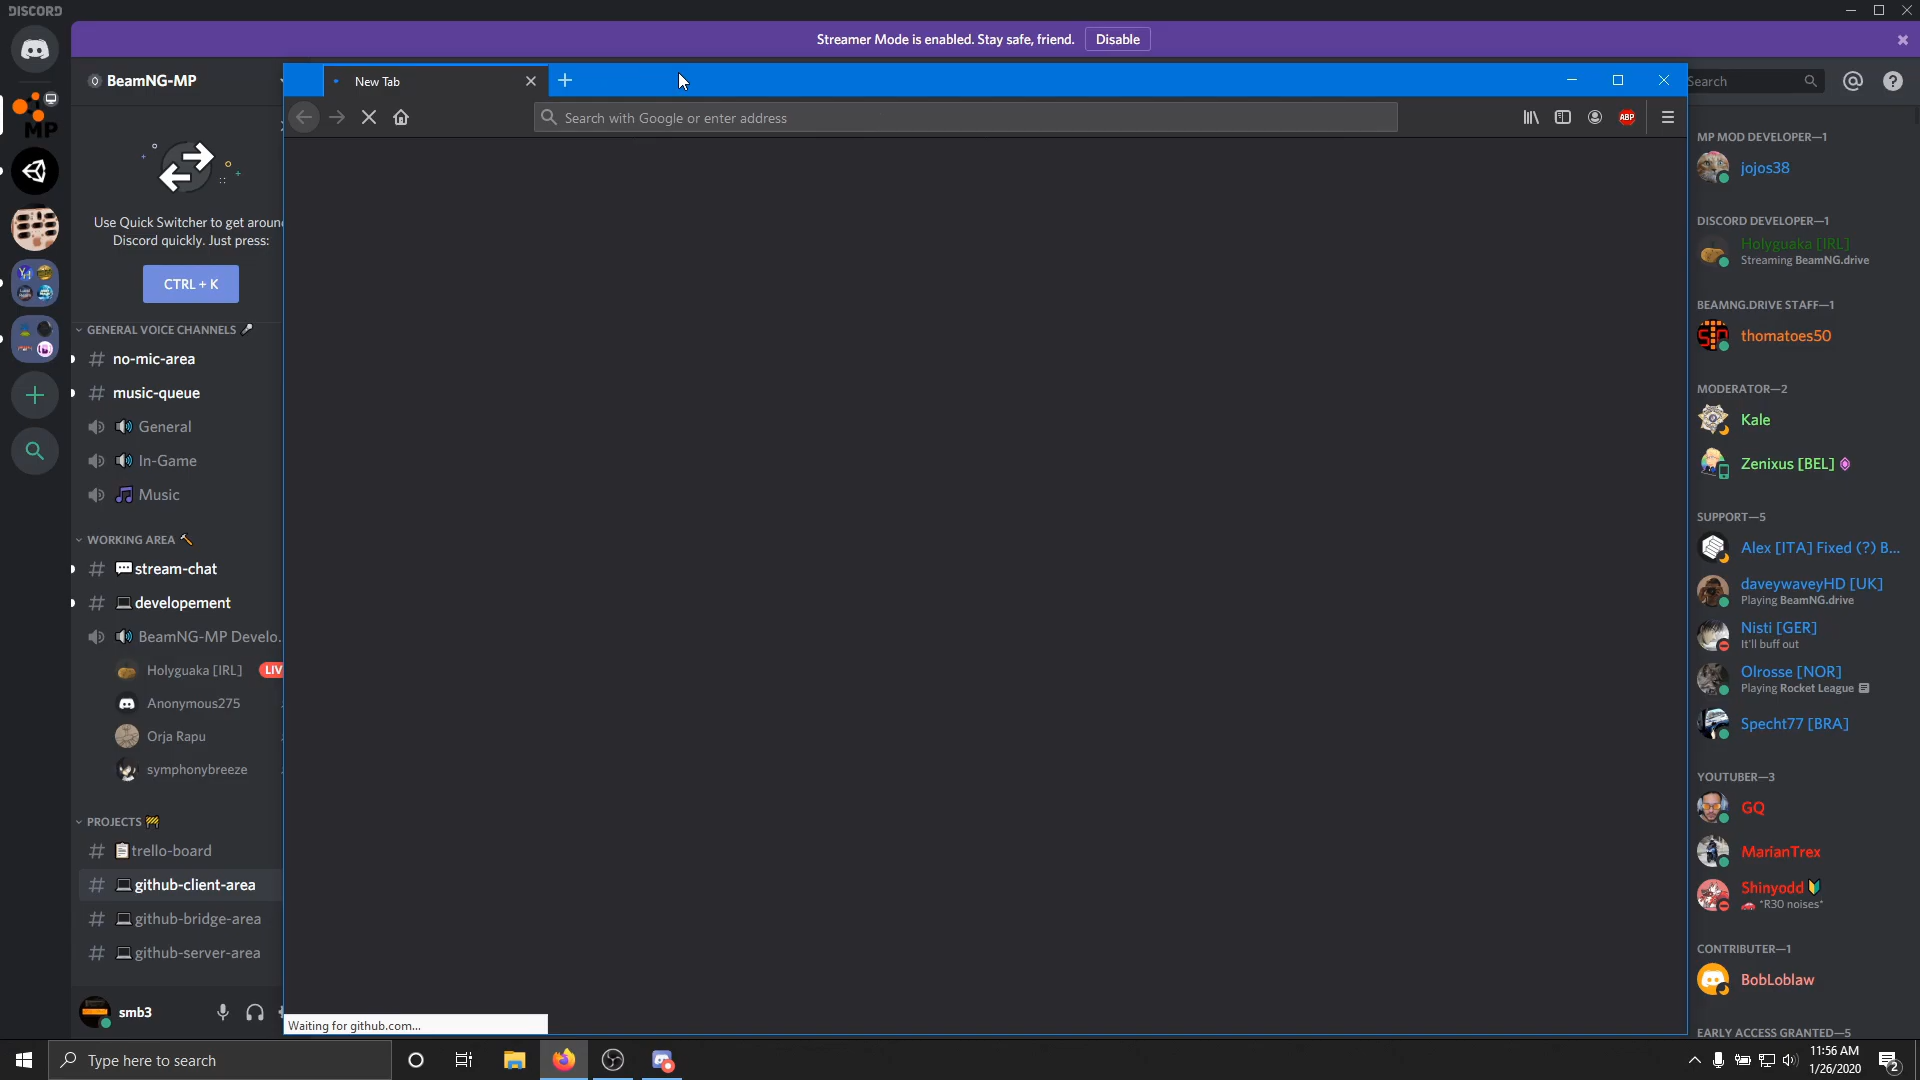 DISCORD
Streamer Mode is enabled. Stay safe, friend.
Disable
BeamNG-MP
MP
Use Quick Switcher to get aroun
Discord quickly. Just press:
CTRL + K
GENERAL VOICE CHANNELS
no-mic-area
music-queue
General
In-Game
Music
WORKING AREA
stream-chat
developement
BeamNG-MP Develo.
Holyguaka [IRL]
LIV
Anonymous275
Orja Rapu
symphonybreeze
PROJECTS
trello-board
github-client-area
github-bridge-area
github-server-area
smb3
New Tab
Search with Google or enter address
ABP
Waiting for github.com...
Search
MP MOD DEVELOPER—1
jojos38
DISCORD DEVELOPER—1
Holyguaka [IRL]
Streaming BeamNG.drive
BEAMNG.DRIVE STAFF—1
thomatoes50
MODERATOR—2
Kale
Zenixus [BEL]
SUPPORT—5
Alex [ITA] Fixed (?) B...
daveywaveyHD [UK]
Playing BeamNG.drive
Nisti [GER]
It'll buff out
Olrosse [NOR]
Playing Rocket League
Specht77 [BRA]
YOUTUBER—3
GQ
MarianTrex
Shinyodd
*R30 noises*
CONTRIBUTER—1
BobLoblaw
EARLY ACCESS GRANTED—5
Type here to search
11:56 AM
1/26/2020
2